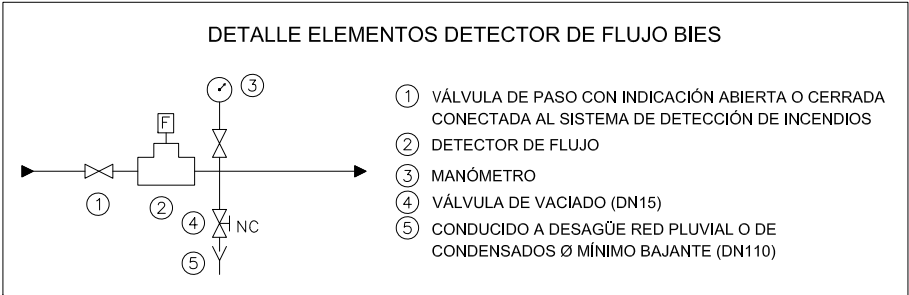 DETALLE ELEMENTOS DETECTOR DE FLUJO BIES
F
3
1
2
4
NC
5
1 VÁLVULA DE PASO CON INDICACIÓN ABIERTA O CERRADA
CONECTADA AL SISTEMA DE DETECCIÓN DE INCENDIOS
2 DETECTOR DE FLUJO
3 MANÓMETRO
4 VÁLVULA DE VACIADO (DN15)
5 CONDUCIDO A DESAGÜE RED PLUVIAL O DE
CONDENSADOS Ø MÍNIMO BAJANTE (DN110)